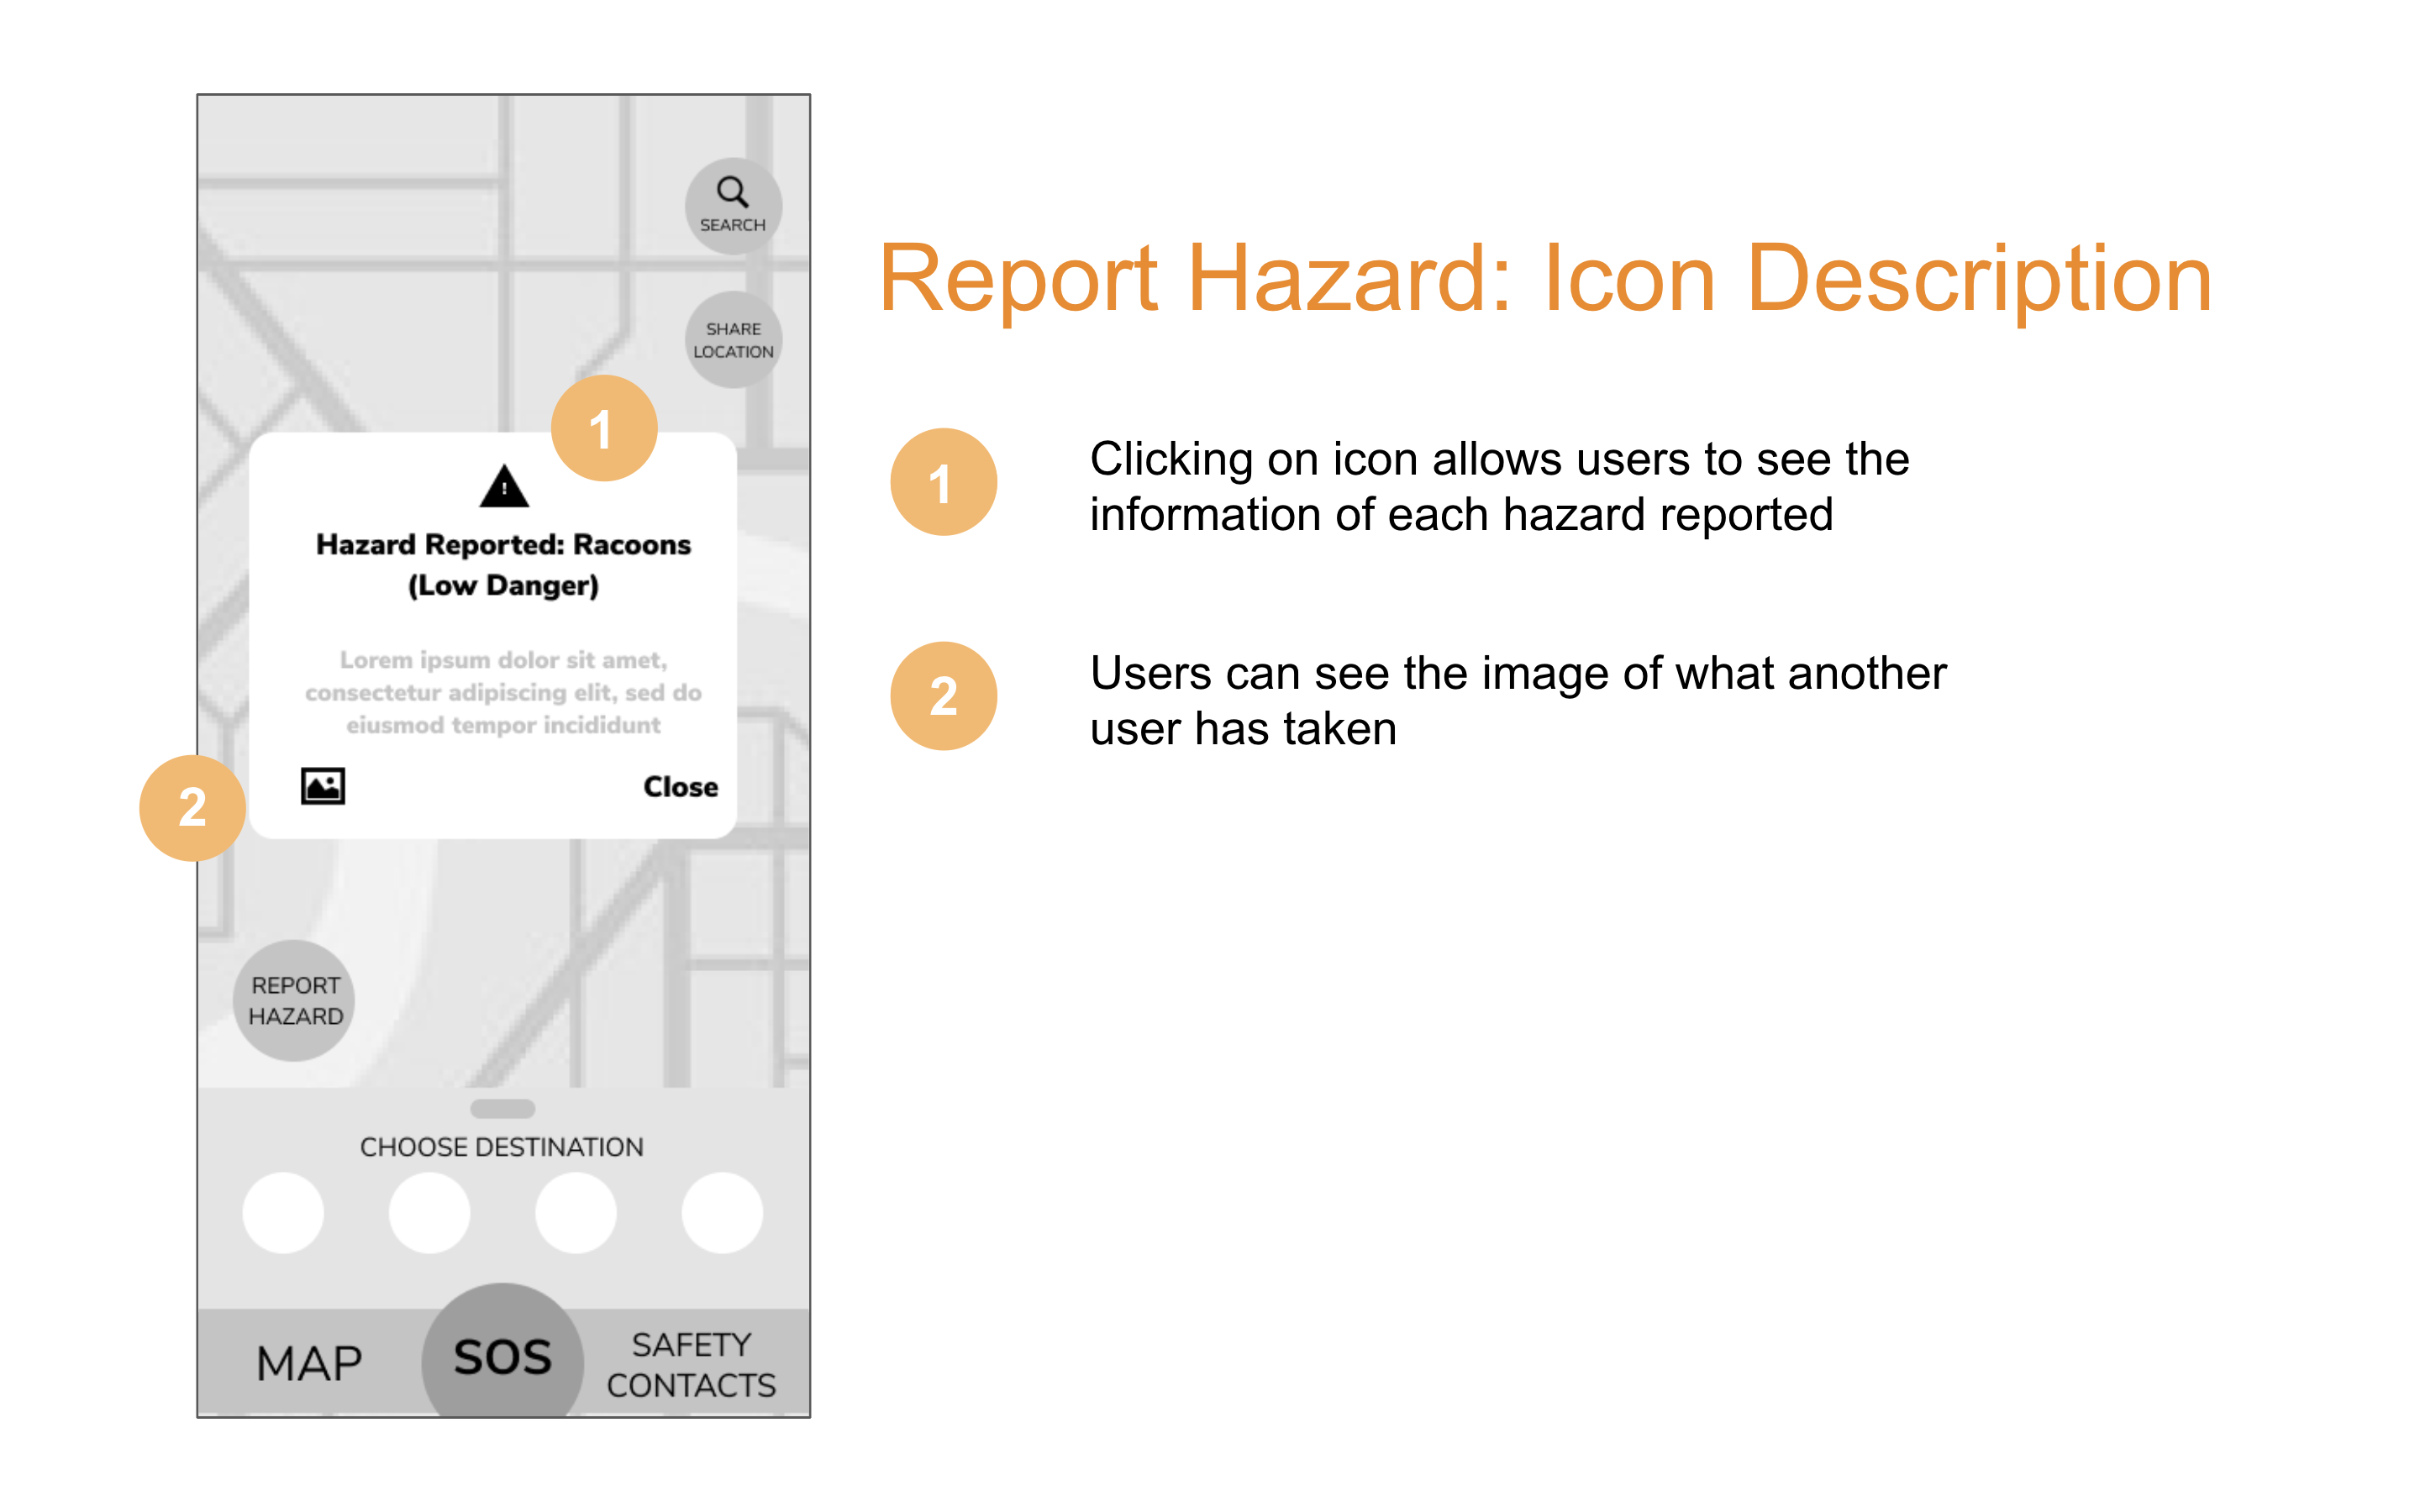 SEARCH
SHARE
LOCATION
1
Hazard Reported: Racoons
(Low Danger)
Lorem ipsum dolor sit amet,
consectetur adipiscing elit, sed do
eiusmod tempor incididunt
2
Close
REPORT
HAZARD
CHOOSE DESTINATION
MAP
SOS
SAFETY
CONTACTS
Report Hazard: Icon Description
1
Clicking on icon allows users to see the
information of each hazard reported
2
Users can see the image of what another
user has taken